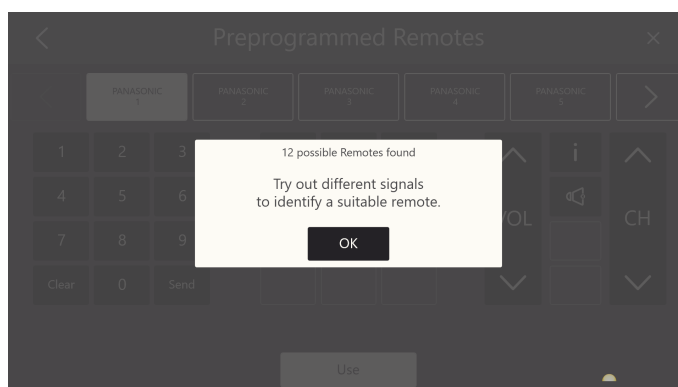 Preprogrammed Remotes
PANASONIC
1
PANASONIC
2
PANASONIC
3
PANASONIC
4
PANASONIC
5
12 possible Remotes found
Try out different signals
to identify a suitable remote.
OK
1 2 3
4 5 6
7 8 9
Clear 0 Send
VOL
i
CH
Use